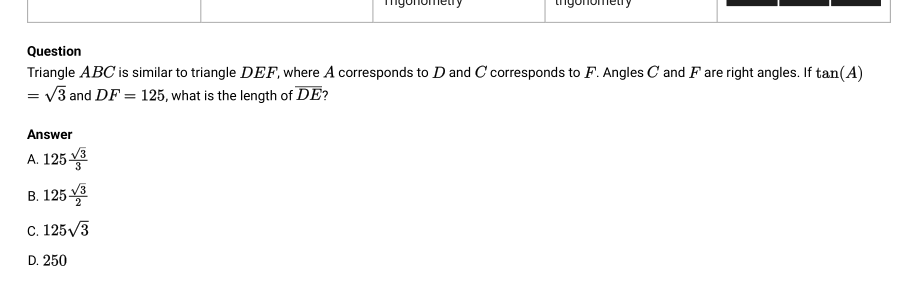 Trigonometry trigonometry
Question
Triangle ABC is similar to triangle DEF, where A corresponds to D and C corresponds to F. Angles C and F are right angles. If tan(A)
= √3 and DF = 125, what is the length of D̅E̅?
Answer
A. 125 √3/3
B. 125 √3/2
C. 125√3
D. 250